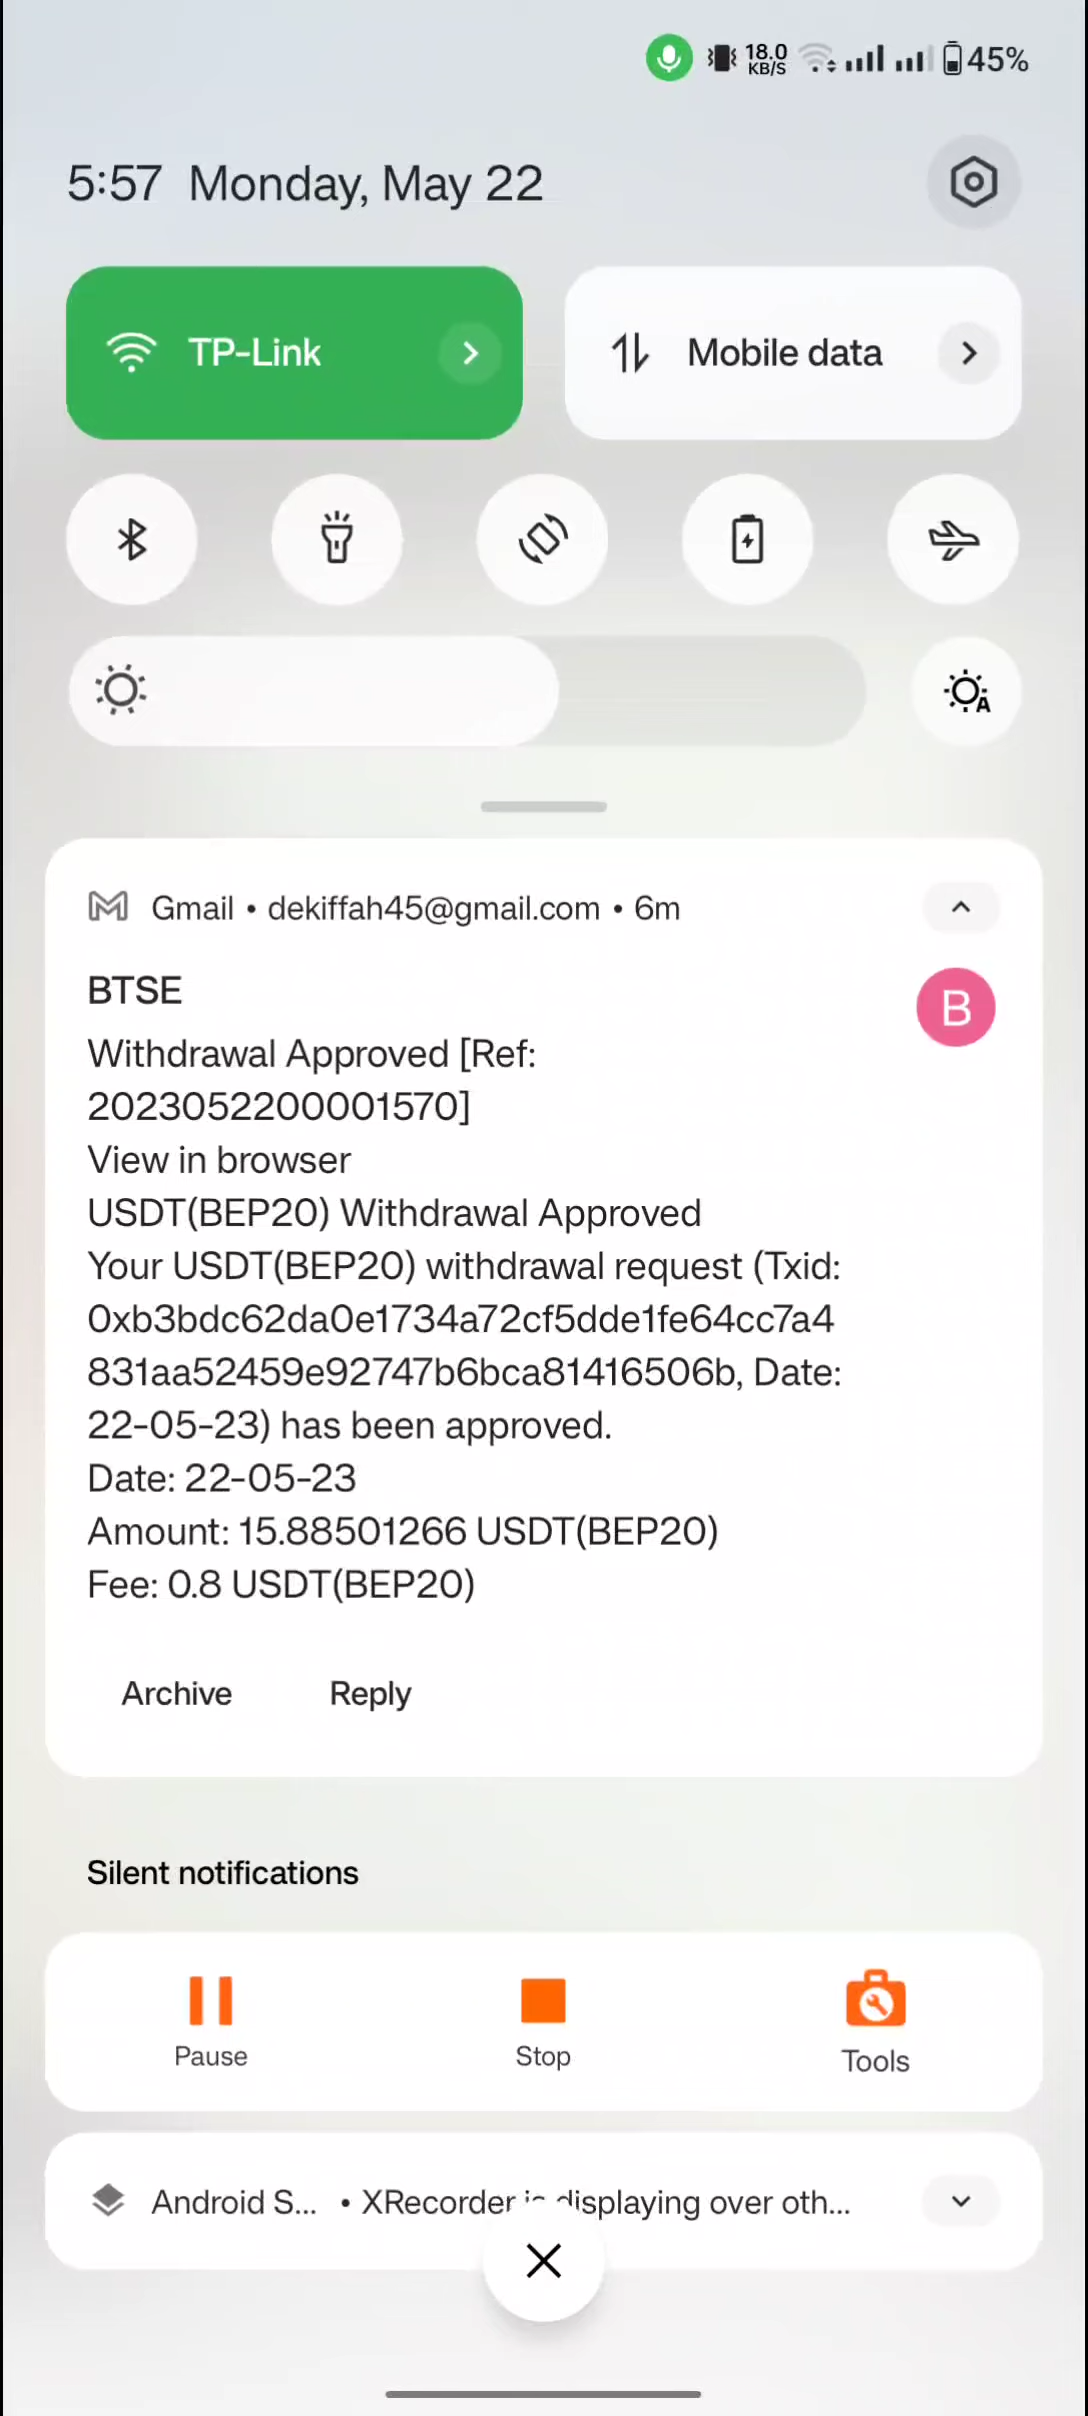 18.0
KB/S
45%
5:57 Monday, May 22
TP-Link
Mobile data
A
Gmail • dekiffah45@gmail.com • 6m
BTSE
B
Withdrawal Approved [Ref:
2023052200001570]
View in browser
USDT(BEP20) Withdrawal Approved
Your USDT(BEP20) withdrawal request (Txid:
0xb3bdc62da0e1734a72cf5dde1fe64cc7a4
831aa52459e92747b6bca81416506b, Date:
22-05-23) has been approved.
Date: 22-05-23
Amount: 15.88501266 USDT(BEP20)
Fee: 0.8 USDT(BEP20)
Archive Reply
Silent notifications
Pause Stop Tools
Android S... • XRecorder is displaying over oth...